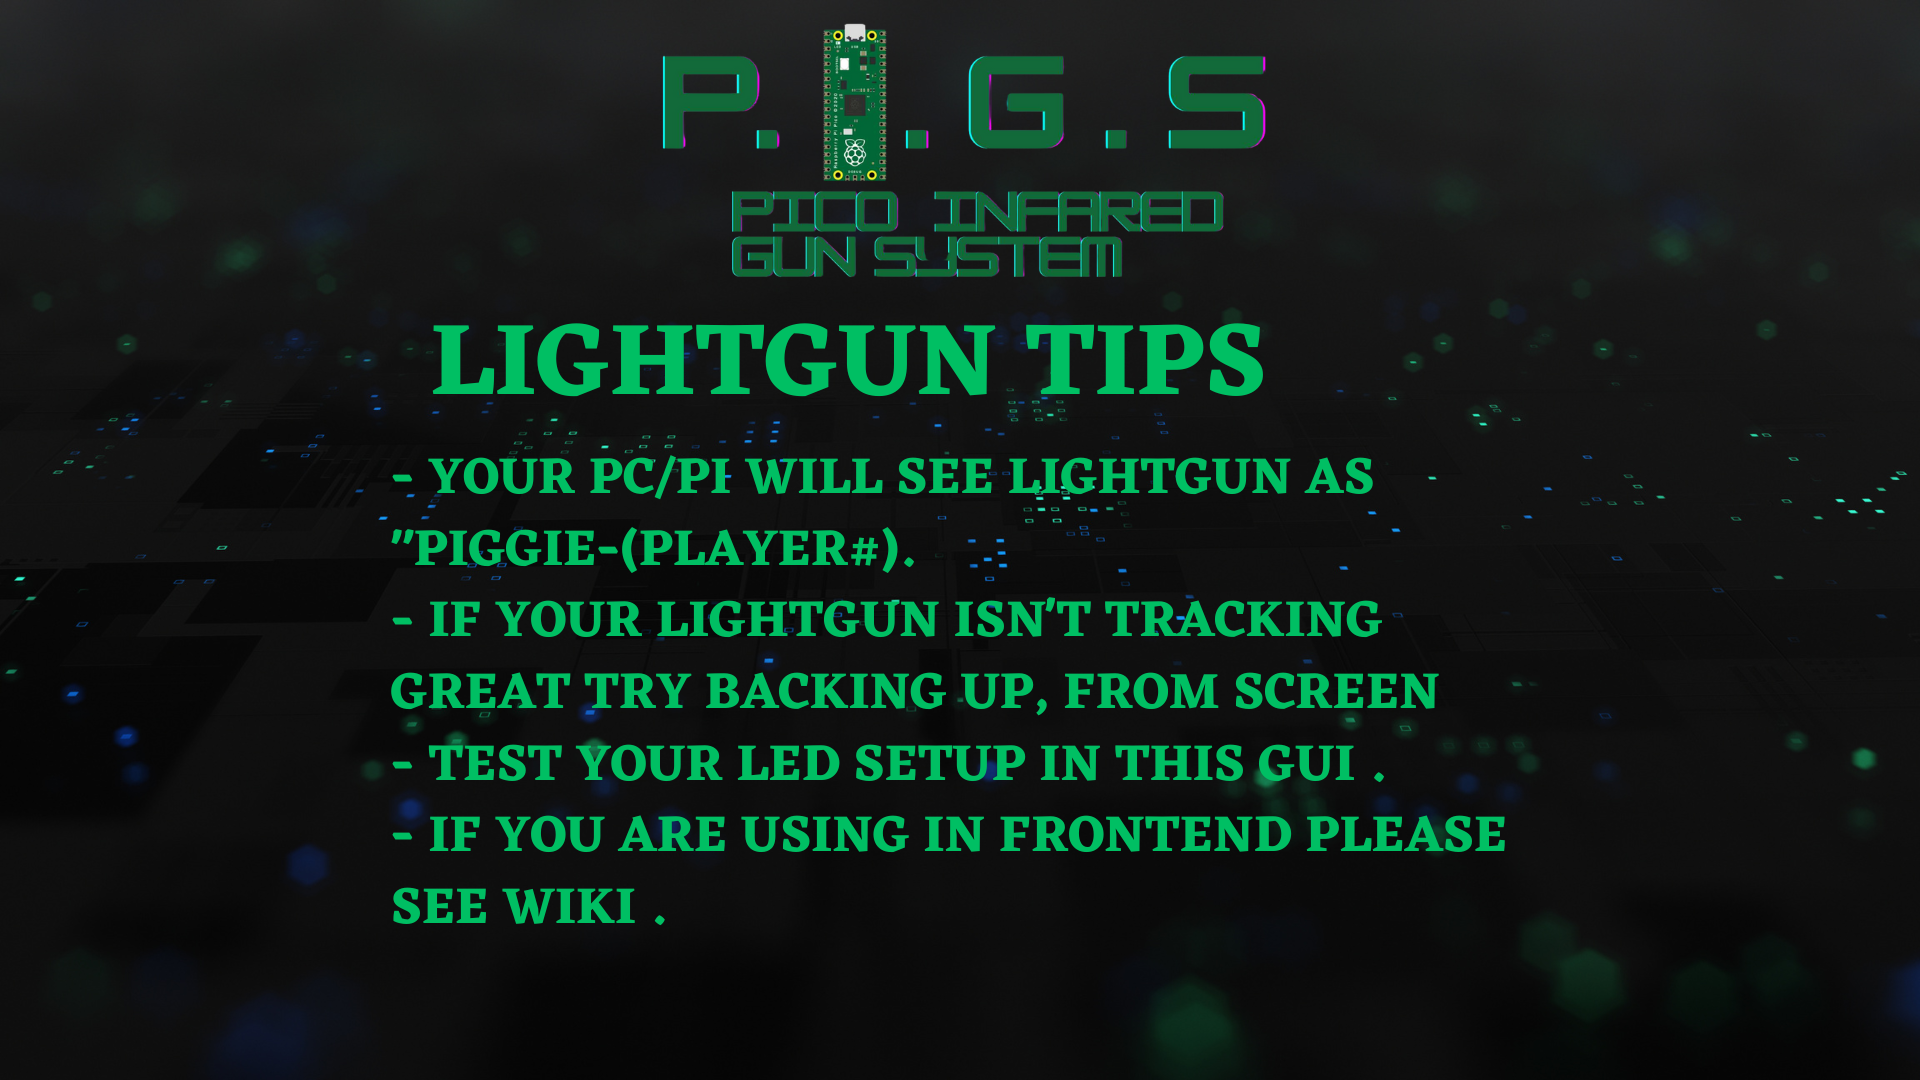 P. .G.S
PICO INFARED
GUN SYSTEM
LIGHTGUN TIPS
- YOUR PC/PI WILL SEE LIGHTGUN AS
"PIGGIE-(PLAYER#).
- IF YOUR LIGHTGUN ISN'T TRACKING
GREAT TRY BACKING UP, FROM SCREEN
- TEST YOUR LED SETUP IN THIS GUI .
- IF YOU ARE USING IN FRONTEND PLEASE
SEE WIKI .